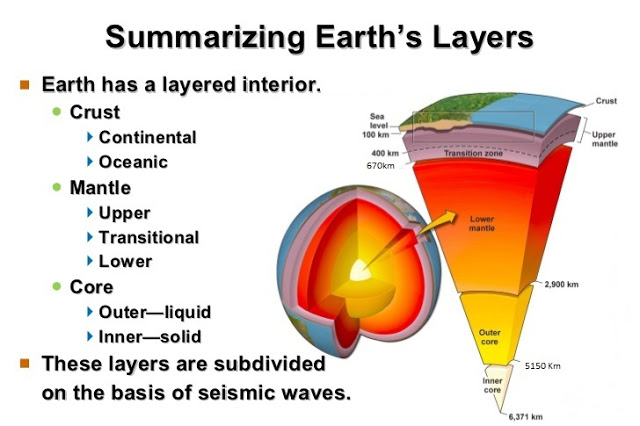 Summarizing Earth's Layers
Earth has a layered interior.
Crust
Continental
Oceanic
Mantle
Upper
Transitional
Lower
Core
Outer—liquid
Inner—solid
These layers are subdivided
on the basis of seismic waves.
Crust
Sea
level
100 km
Upper
mantle
400 km
Transition zone
670km
Lower
mantle
2,900 km
Outer
core
5150 Km
Inner
core
6,371 km